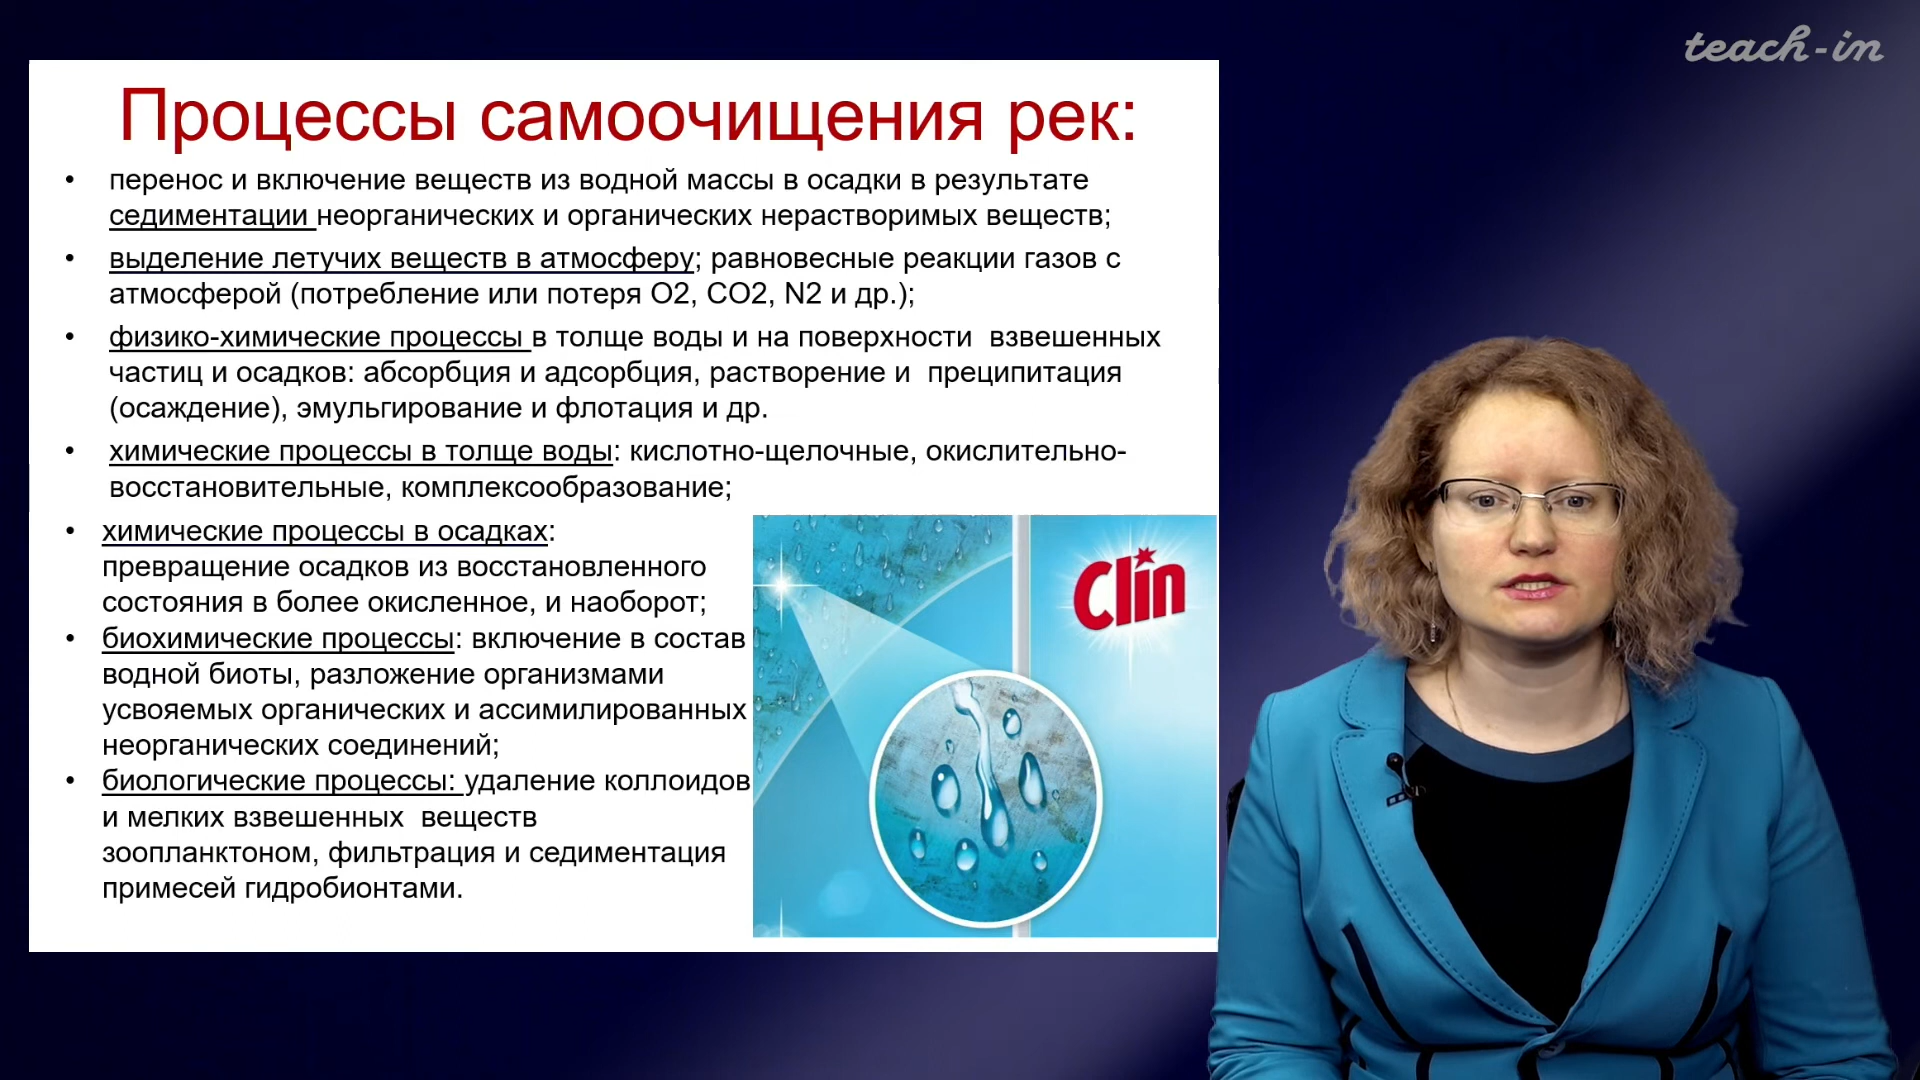 teach-in
Процессы самоочищения рек:
• перенос и включение веществ из водной массы в осадки в результате
седиментации неорганических и органических нерастворимых веществ;
• выделение летучих веществ в атмосферу; равновесные реакции газов с
атмосферой (потребление или потеря О2, СО2, N2 и др.);
• физико-химические процессы в толще воды и на поверхности взвешенных
частиц и осадков: абсорбция и адсорбция, растворение и преципитация
(осаждение), эмульгирование и флотация и др.
• химические процессы в толще воды: кислотно-щелочные, окислительно-
восстановительные, комплексообразование;
• химические процессы в осадках:
превращение осадков из восстановленного
состояния в более окисленное, и наоборот;
• биохимические процессы: включение в состав
водной биоты, разложение организмами
усвояемых органических и ассимилированных
неорганических соединений;
• биологические процессы: удаление коллоидов
и мелких взвешенных веществ
зоопланктоном, фильтрация и седиментация
примесей гидробионтами.
Clin